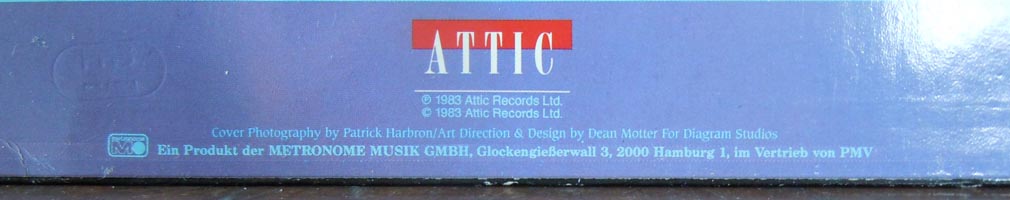 ATTIC
℗ 1983 Attic Records Ltd.
© 1983 Attic Records Ltd.
Cover Photography by Patrick Harbron/Art Direction & Design by Dean Motter For Diagram Studios
Ein Produkt der METRONOME MUSIK GMBH, Glockengießerwall 3, 2000 Hamburg 1, im Vertrieb von PMV